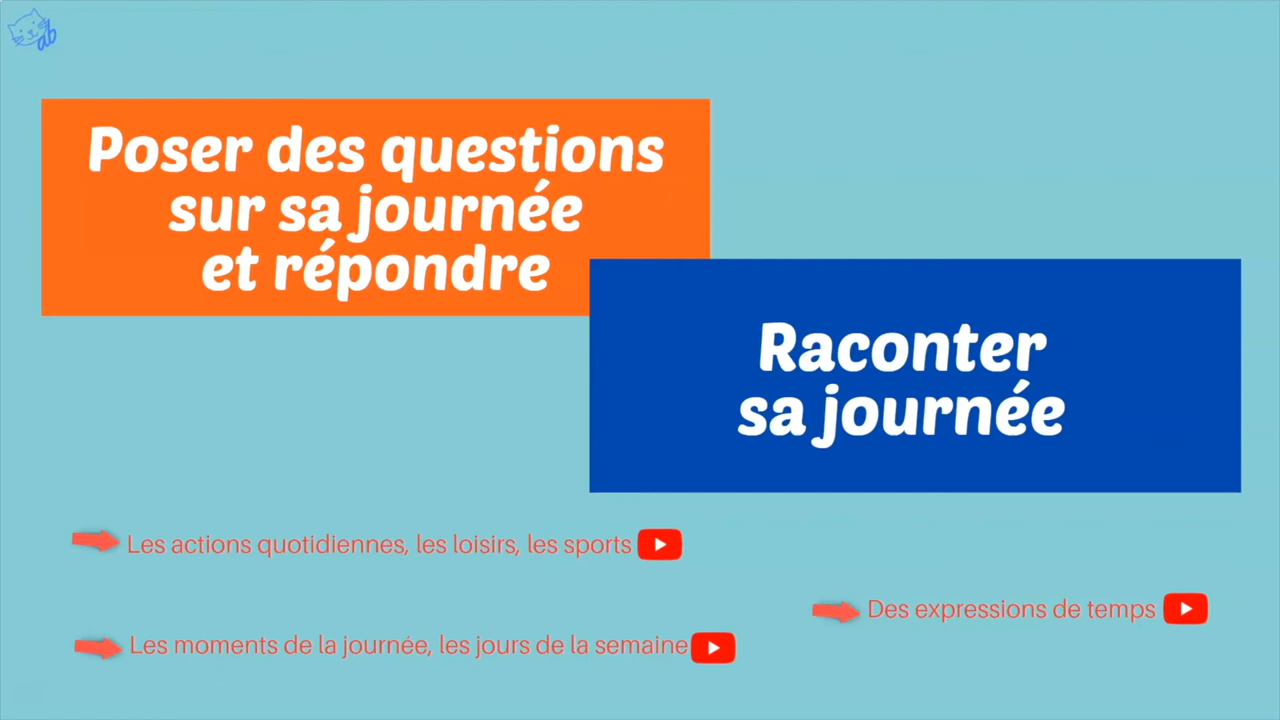 ab
Poser des questions
sur sa journée
et répondre
Raconter
sa journée
Les actions quotidiennes, les loisirs, les sports
Des expressions de temps
Les moments de la journée, les jours de la semaine